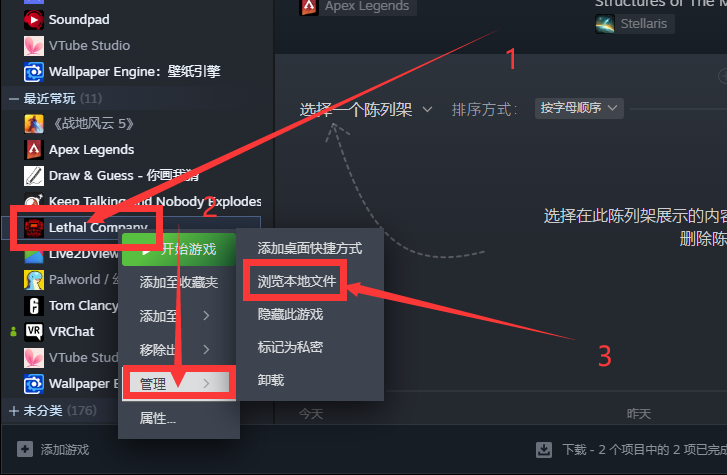 Soundpad
VTube Studio
Wallpaper Engine：壁纸引擎
最近常玩 (11)
《战地风云 5》
Apex Legends
Draw & Guess - 你画我猜
Keep Talking and Nobody Explodes
Lethal Company
Live2DView
Palworld /
Tom Clancy
VRChat
VTube Stud
Wallpaper E
未分类 (176)
添加游戏
开始游戏
添加至收藏夹
添加至
移除出
管理
属性...
添加桌面快捷方式
浏览本地文件
隐藏此游戏
标记为私密
卸载
1
2
3
Apex Legends
Structures of The M
Stellaris
选择一个陈列架
排序方式：
按字母顺序
选择在此陈列架展示的内容
删除陈
今天
昨天
下载 - 2 个项目中的 2 项已完成